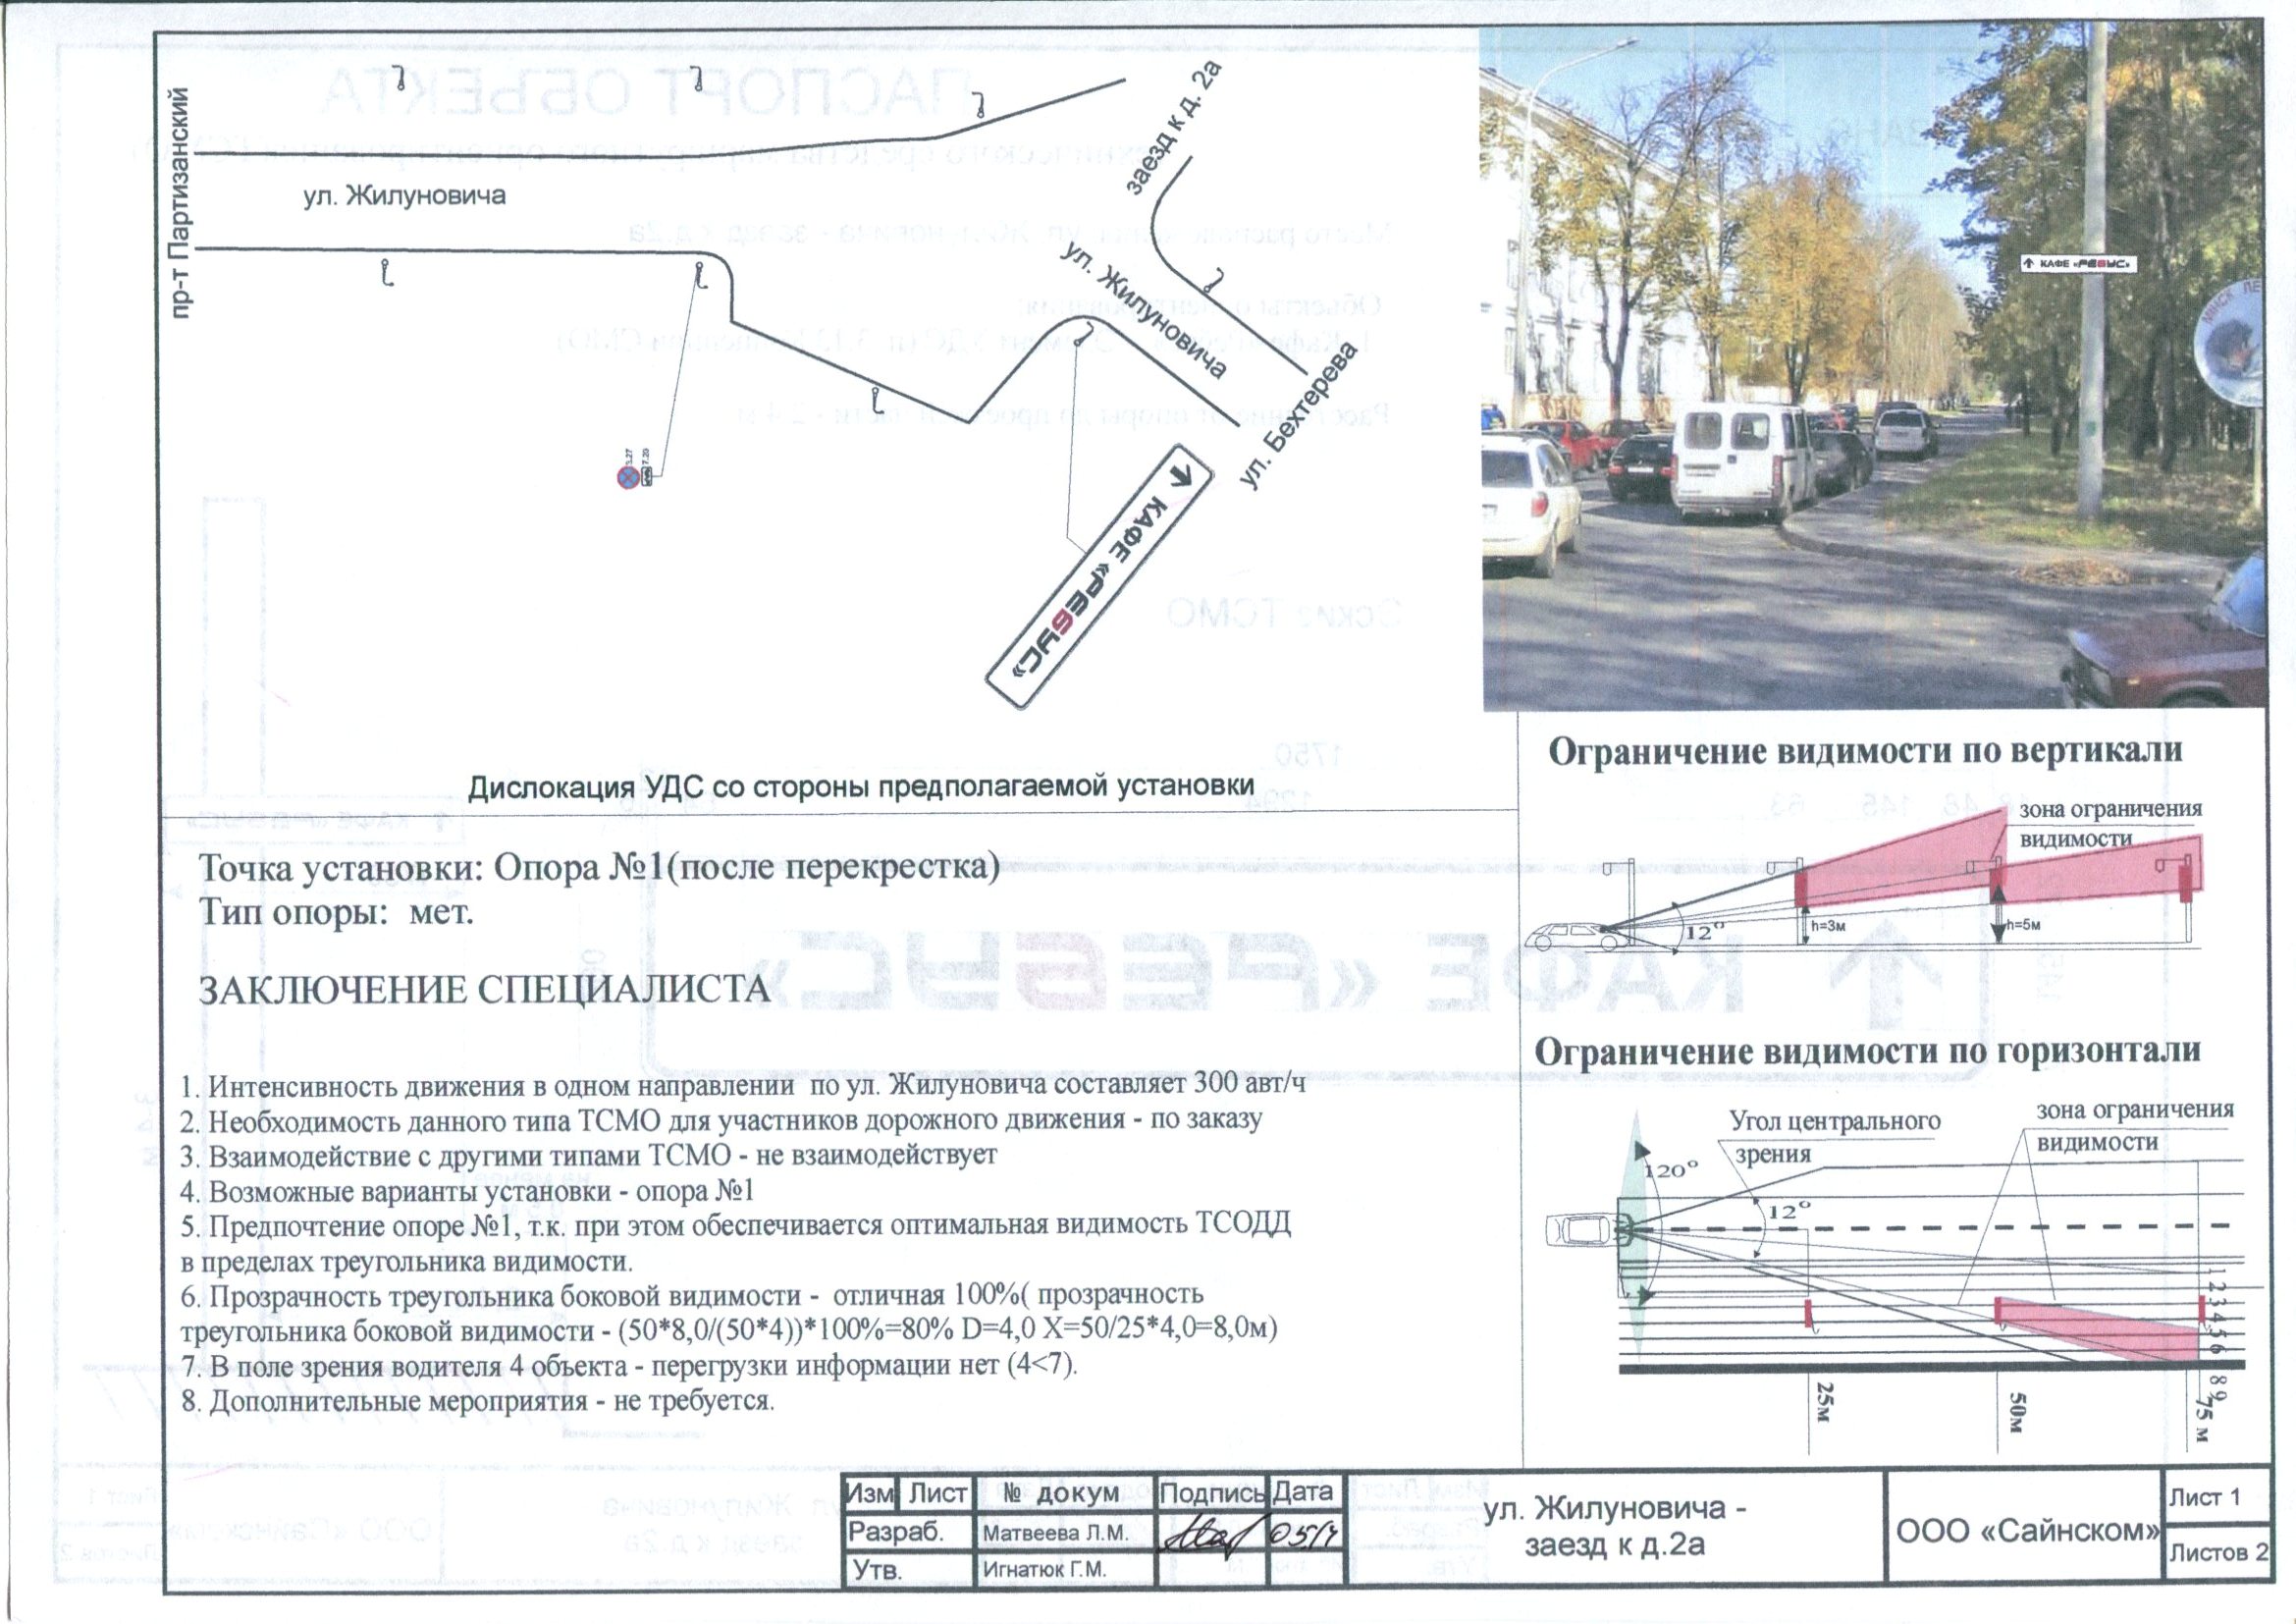 пр-т Партизанский
ул. Жилуновича
заезд к д. 2а
ул. Жилуновича
ул. Бехтерева
3.27
7.20
КАФЕ «РЕБУС»
Дислокация УДС со стороны предполагаемой установки
КАФЕ «РЕБУС»
МИНСК
Точка установки: Опора №1(после перекрестка)
Тип опоры: мет.
ЗАКЛЮЧЕНИЕ СПЕЦИАЛИСТА
1. Интенсивность движения в одном направлении по ул. Жилуновича составляет 300 авт/ч
2. Необходимость данного типа ТСМО для участников дорожного движения - по заказу
3. Взаимодействие с другими типами ТСМО - не взаимодействует
4. Возможные варианты установки - опора №1
5. Предпочтение опоре №1, т.к. при этом обеспечивается оптимальная видимость ТСОДД
в пределах треугольника видимости.
6. Прозрачность треугольника боковой видимости - отличная 100%( прозрачность
треугольника боковой видимости - (50*8,0/(50*4))*100%=80% D=4,0 X=50/25*4,0=8,0м)
7. В поле зрения водителя 4 объекта - перегрузки информации нет (4<7).
8. Дополнительные мероприятия - не требуется.
Ограничение видимости по вертикали
зона ограничения
видимости
12°
h=3м
h=5м
Ограничение видимости по горизонтали
Угол центрального
зрения
зона ограничения
видимости
120°
12°
1 2 3 4 5 6 8 9
25м
50м
75 м
Изм Лист № докум Подпись Дата
Разраб. Матвеева Л.М.
Утв. Игнатюк Г.М.
ул. Жилуновича -
заезд к д.2а
ООО «Сайнском»
Лист 1
Листов 2